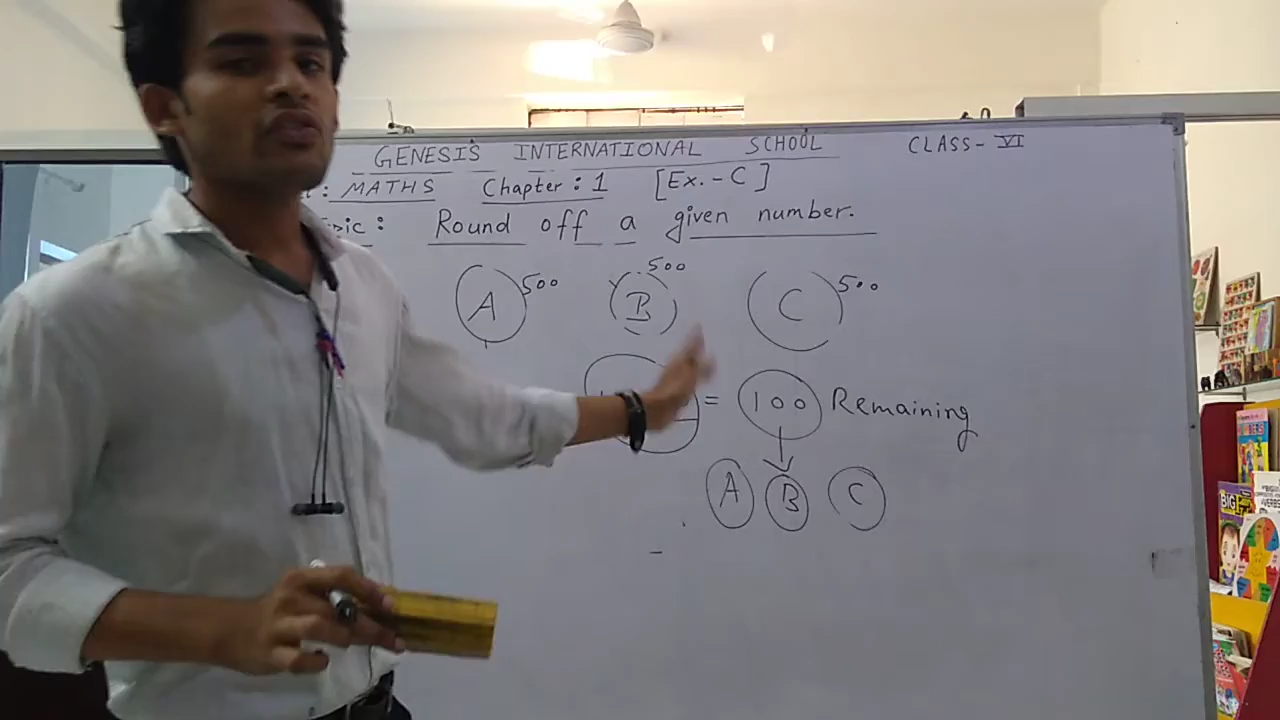 GENESIS INTERNATIONAL SCHOOL CLASS- VI
: MATHS Chapter: 1 [Ex.-C]
: Round off a given number.
A 500 B 500 C 500
= 100 Remaining
A B C